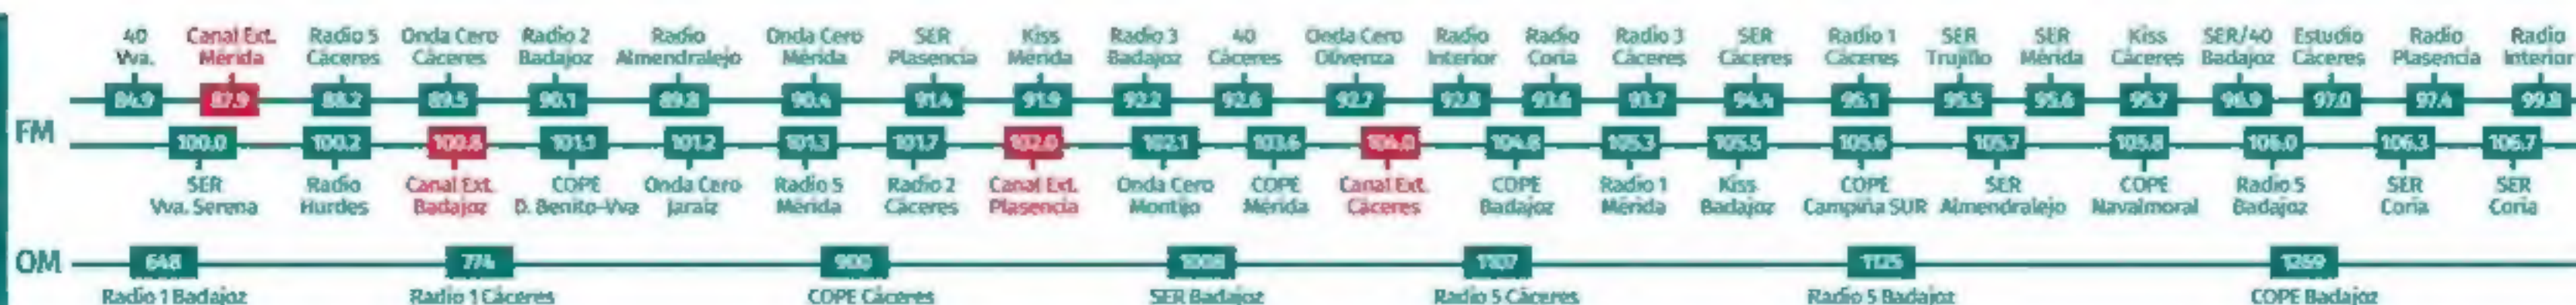 40 Canal Ext. Radio 5 Onda Cero Radio 2 Radio Onda Cero SER Kiss Radio 3 40 Onda Cero Radio Radio Radio 3 SER Radio 1 SER SER Kiss SER/40 Estudio Radio Radio
Vva. Mérida Cáceres Cáceres Badajoz Almendralejo Mérida Plasencia Mérida Badajoz Cáceres Olivenza Interior Coria Cáceres Cáceres Cáceres Trujillo Mérida Cáceres Badajoz Cáceres Plasencia Interior
84.9 87.9 88.2 89.5 90.1 89.8 90.4 91.4 91.9 92.2 92.6 92.7 92.8 93.6 93.7 94.4 95.1 95.5 95.6 95.7 96.9 97.0 97.4 99.8
FM
100.0 100.2 100.8 101.1 101.2 101.3 101.7 102.0 102.1 103.6 104.0 104.8 105.3 105.5 105.6 105.7 105.8 106.0 106.3 106.7
SER Radio Canal Ext. COPE Onda Cero Radio 5 Radio 2 Canal Ext. Onda Cero COPE Canal Ext. COPE Radio 1 Kiss COPE SER COPE Radio 5 SER SER
Vva. Serena Hurdes Badajoz D. Benito-Vva Jaraiz Mérida Cáceres Plasencia Montijo Mérida Cáceres Badajoz Mérida Badajoz Campiña SUR Almendralejo Navalmoral Badajoz Coria Coria
OM 648 774 900 1008 1107 1125 1269
Radio 1 Badajoz Radio 1 Cáceres COPE Cáceres SER Badajoz Radio 5 Cáceres Radio 5 Badajoz COPE Badajoz